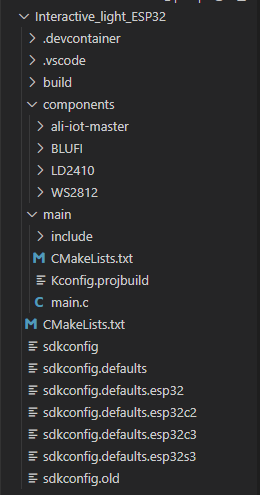 Interactive_light_ESP32
.devcontainer
.vscode
build
components
ali-iot-master
BLUFI
LD2410
WS2812
main
include
CMakeLists.txt
Kconfig.projbuild
main.c
CMakeLists.txt
sdkconfig
sdkconfig.defaults
sdkconfig.defaults.esp32
sdkconfig.defaults.esp32c2
sdkconfig.defaults.esp32c3
sdkconfig.defaults.esp32s3
sdkconfig.old